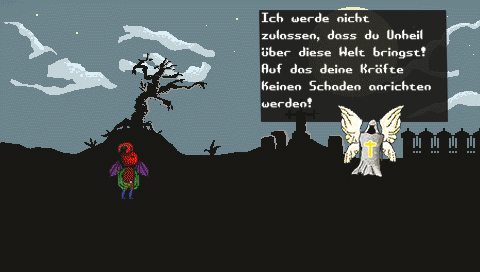 Ich werde nicht
zulassen, dass du Unheil
über diese Welt bringst!
Auf das deine Kräfte
Keinen Schaden anrichten
werden!